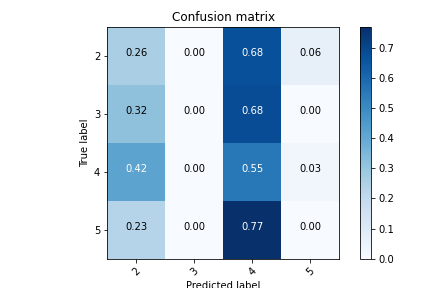 Confusion matrix
2 0.26 0.00 0.68 0.06
3 0.32 0.00 0.68 0.00
4 0.42 0.00 0.55 0.03
5 0.23 0.00 0.77 0.00
True label
2 3 4 5
Predicted label
0.7
0.6
0.5
0.4
0.3
0.2
0.1
0.0